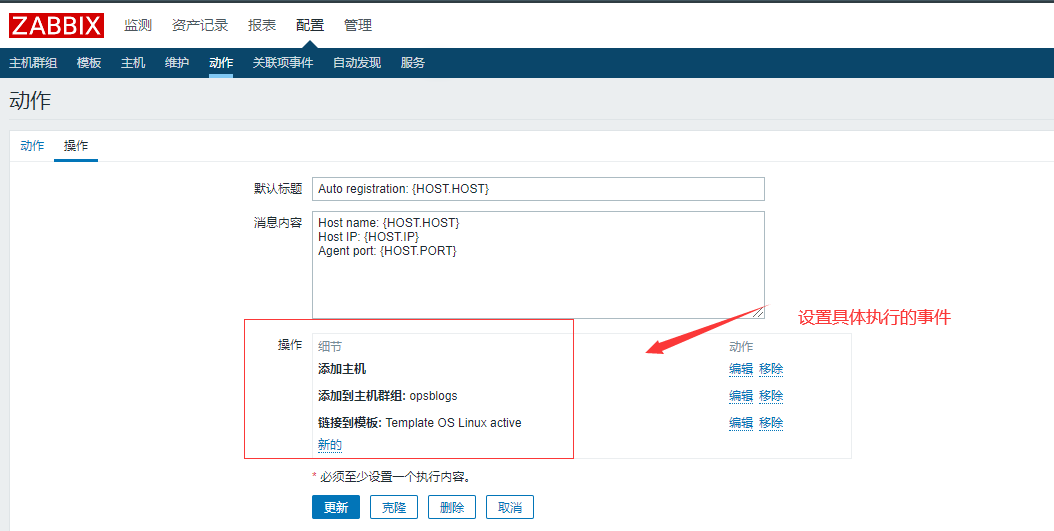 ZABBIX 监测 资产记录 报表 配置 管理
主机群组 模板 主机 维护 动作 关联项事件 自动发现 服务
动作
动作 操作
默认标题 Auto registration: {HOST.HOST}
消息内容 Host name: {HOST.HOST}
Host IP: {HOST.IP}
Agent port: {HOST.PORT}
设置具体执行的事件
操作 细节 动作
添加主机 编辑 移除
添加到主机群组: opsblogs 编辑 移除
链接到模板: Template OS Linux active 编辑 移除
新的
* 必须至少设置一个执行内容。
更新 克隆 删除 取消